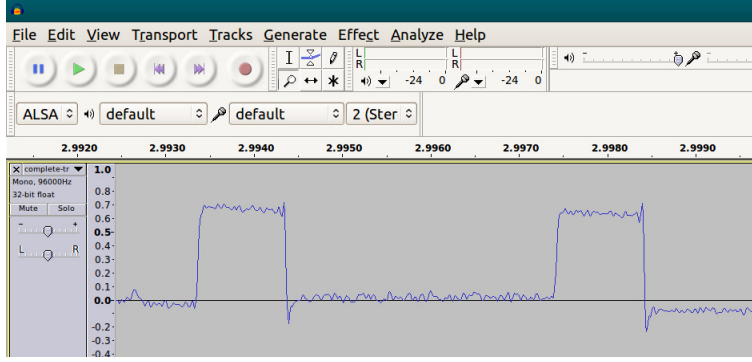 File Edit View Transport Tracks Generate Effect Analyze Help
L L
R R
-24 0 -24 0
ALSA default default 2 (Ster
2.9920 2.9930 2.9940 2.9950 2.9960 2.9970 2.9980 2.9990
X complete-tr 1.0
Mono, 96000Hz
32-bit float 0.8-
Mute Solo 0.7-
0.6-
- + 0.5-
L R 0.4-
0.3-
0.2-
0.1-
0.0-
-0.2
-0.3
-0.4